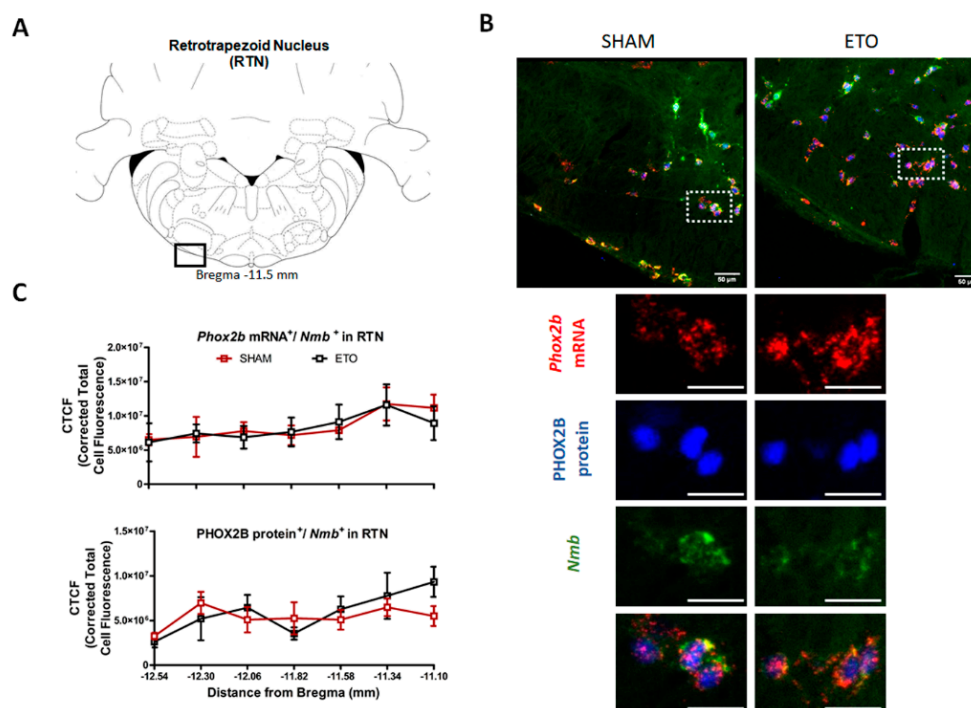 A
Retrotrapezoid Nucleus
(RTN)
Bregma -11.5 mm
B
SHAM
ETO
50 µm
50 µm
Phox2b
mRNA
PHOX2B
protein
Nmb
C
Phox2b mRNA⁺/ Nmb ⁺ in RTN
SHAM
ETO
CTCF
(Corrected Total
Cell Fluorescence)
2.0×10⁷
1.5×10⁷
1.0×10⁷
5.0×10⁶
0
PHOX2B protein⁺/ Nmb⁺ in RTN
CTCF
(Corrected Total
Cell Fluorescence)
1.5×10⁷
1.0×10⁷
5.0×10⁶
0
-12.54
-12.30
-12.06
-11.82
-11.58
-11.34
-11.10
Distance from Bregma (mm)